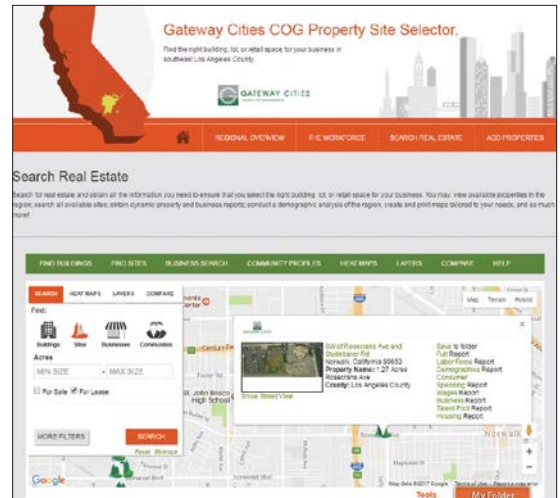 Gateway Cities COG Property Site Selector.
Find the right building, lot, or retail space for your business in
southeast Los Angeles County.
GATEWAY CITIES
REGIONAL OVERVIEW THE WORKFORCE SEARCH REAL ESTATE ADD PROPERTIES
Search Real Estate
Search for real estate and obtain all the information you need to ensure that you select the right building, lot, or retail space for your business. You may: view available properties in the
region; search all available sites; obtain dynamic property and business reports; conduct a demographic analysis of the region, create and print maps tailored to your needs, and so much
more!
FIND BUILDINGS FIND SITES BUSINESS SEARCH COMMUNITY PROFILES HEAT MAPS LAYERS COMPARE HELP
SEARCH HEAT MAPS LAYERS COMPARE
Map Terrain Hybrid
Find:
Buildings Sites Businesses Communities
Acres
MIN SIZE - MAX SIZE
For Sale For Lease
MORE FILTERS SEARCH
Reset Minimize
SW of Rosecrans Ave and
Studebaker Rd
Norwalk, California 90650
Property Name: 1.27 Acres
Rosecrans Ave
County: Los Angeles County
Show Street View
Save to folder
Full Report
Labor Force Report
Demographics Report
Consumer
Spending Report
Wages Report
Business Report
Talent Pool Report
Housing Report
St. John Bosco
High School
NORWALK
Google
Map data ©2017 Google Terms of Use Report a map error
Tools My Folder